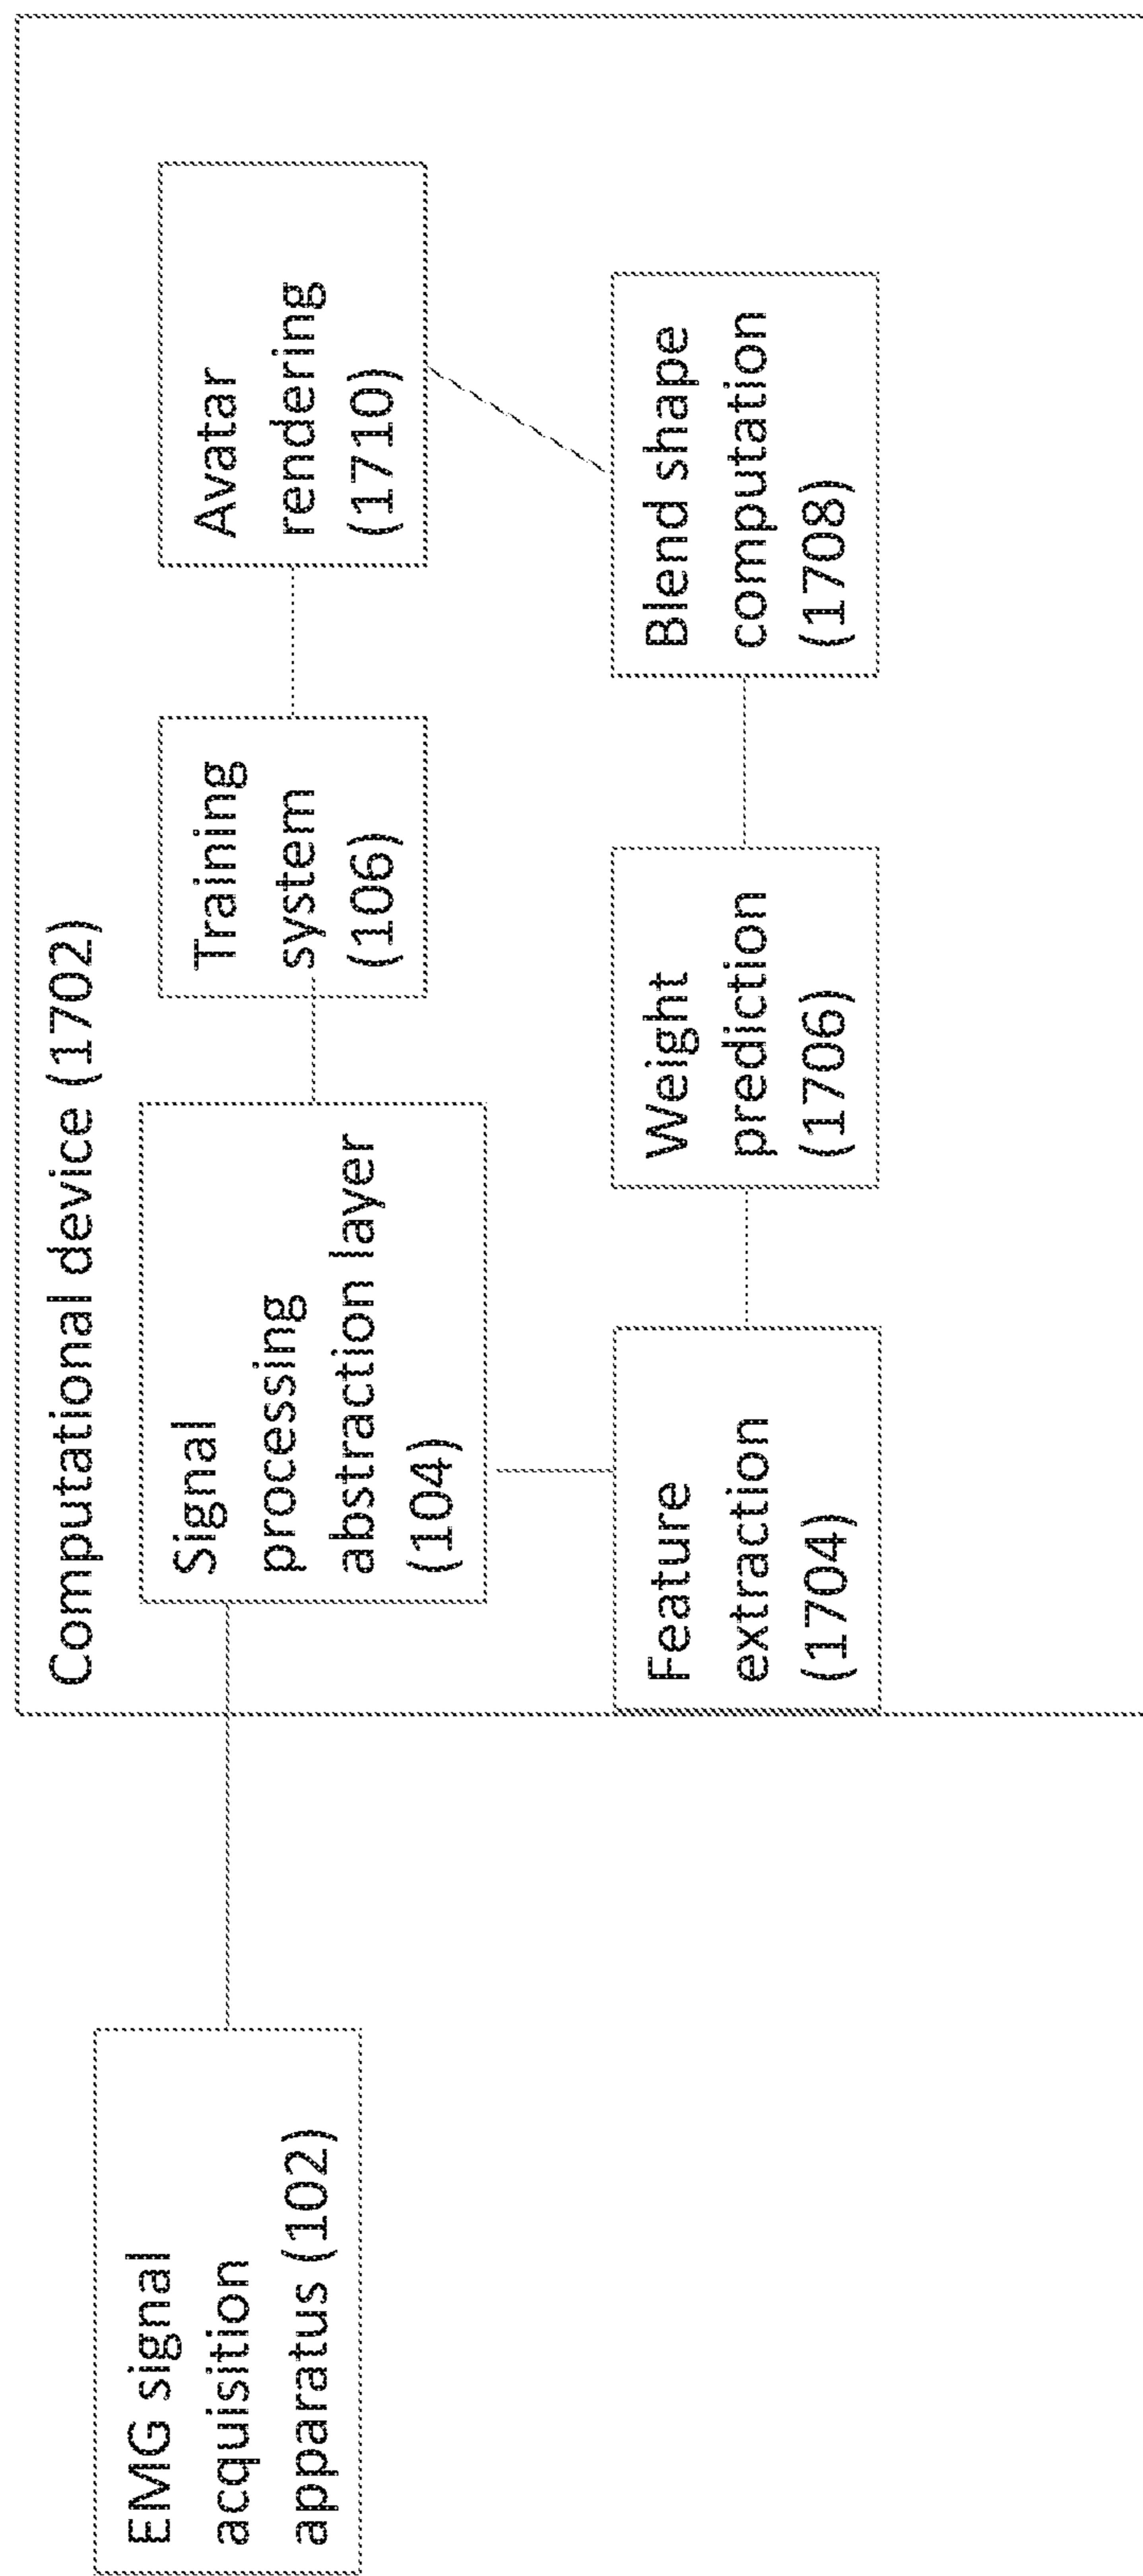 EMG signal
acquisition
apparatus (102)
Computational device (1702)
Signal
processing
abstraction layer
(104)
Training
system
(106)
Avatar
rendering
(1710)
Feature
extraction
(1704)
Weight
prediction
(1706)
Blend shape
computation
(1708)